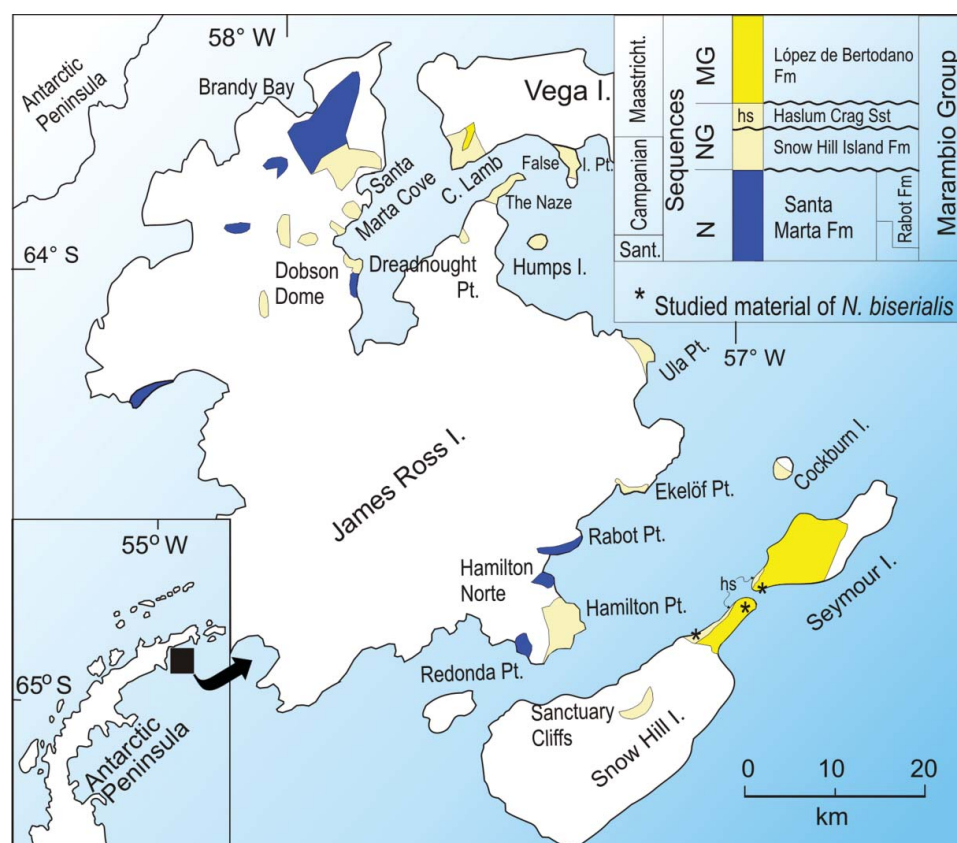 58° W
Antarctic
Peninsula
Brandy Bay
Vega I.
Santa
Marta Cove
C. Lamb
False
I. Pt.
The Naze
64° S
Dobson
Dome
Dreadnought
Pt.
Humps I.
Maastricht.
Campanian
Sant.
Sequences
MG
NG
N
hs
López de Bertodano
Fm
Haslum Crag Sst
Snow Hill Island Fm
Santa
Marta Fm
Rabot Fm
Marambio Group
* Studied material of N. biserialis
57° W
Ula Pt.
James Ross I.
Cockburn I.
Ekelöf Pt.
Rabot Pt.
Hamilton
Norte
Hamilton Pt.
hs
Seymour I.
* * *
Redonda Pt.
Sanctuary
Cliffs
Snow Hill I.
55° W
65° S
Antarctic
Peninsula
0 10 20
km